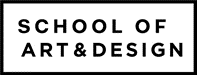 SCHOOL OF
ART & DESIGN